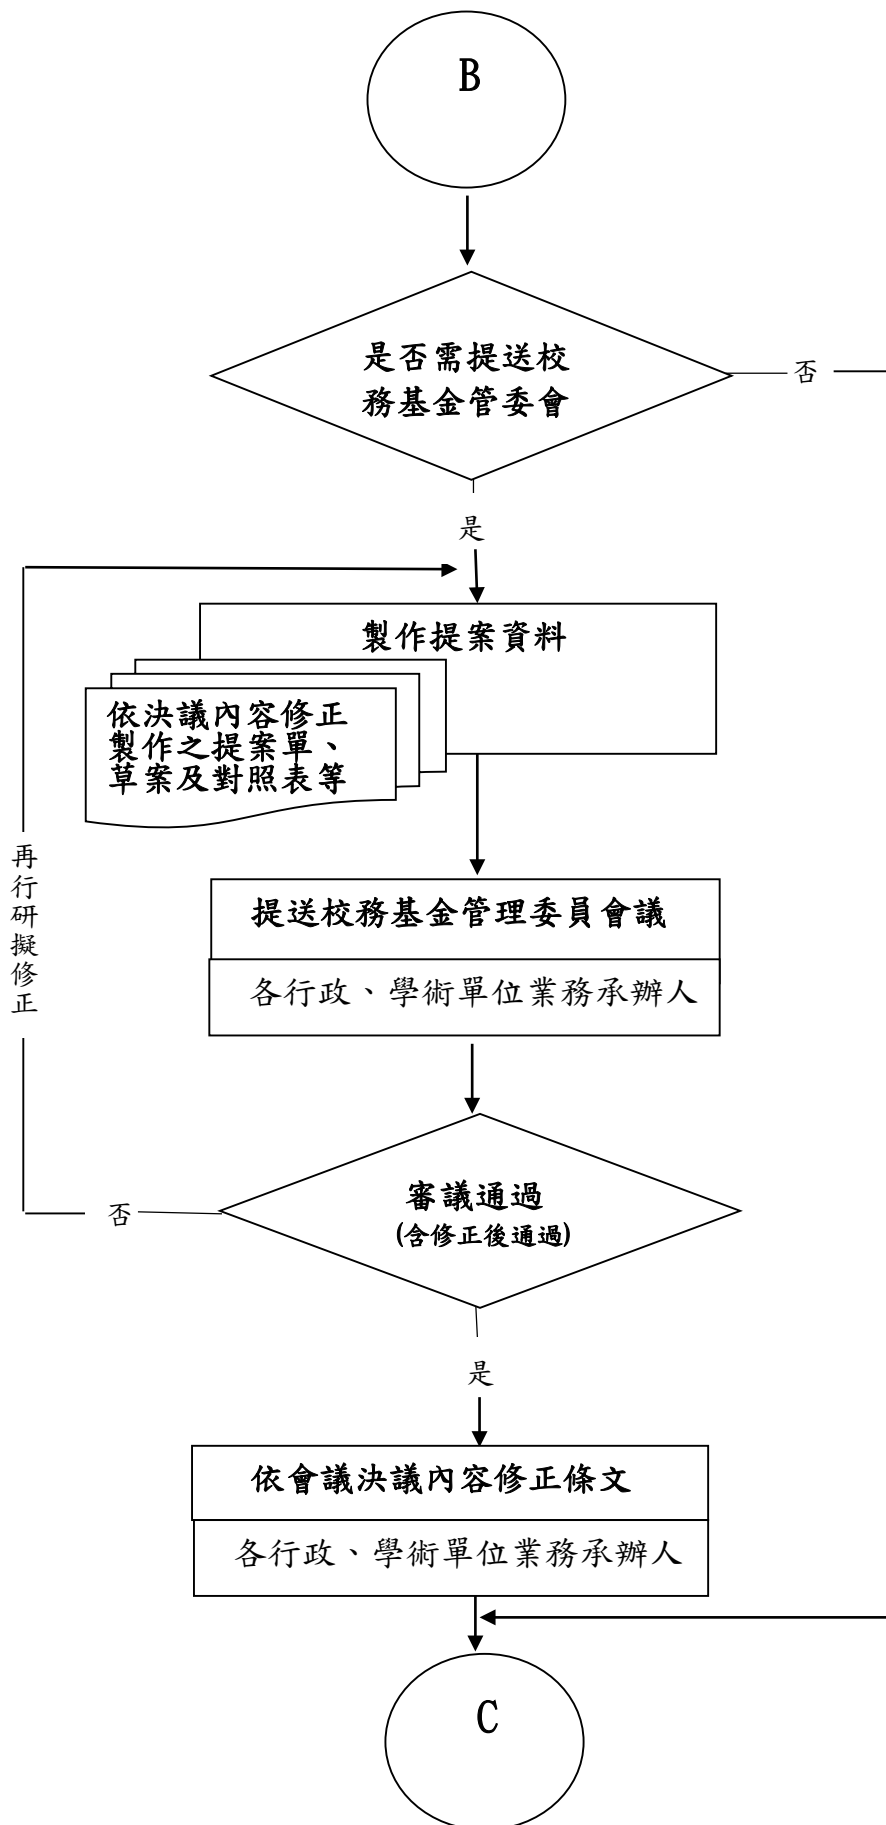 B
是否需提送校
務基金管委會
否
是
製作提案資料
依決議內容修正
製作之提案單、
草案及對照表等
再行研擬修正
提送校務基金管理委員會議
各行政、學術單位業務承辦人
審議通過
(含修正後通過)
否
是
依會議決議內容修正條文
各行政、學術單位業務承辦人
C